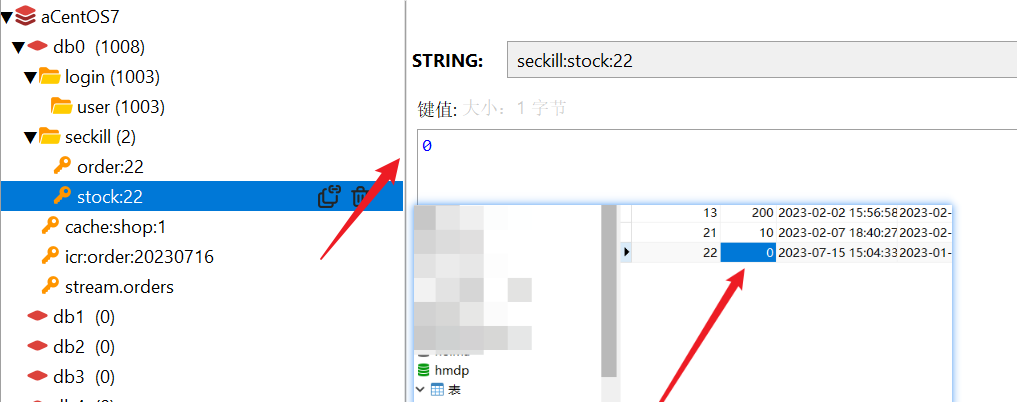 aCentOS7
db0 (1008)
login (1003)
user (1003)
seckill (2)
order:22
stock:22
cache:shop:1
icr:order:20230716
stream.orders
db1 (0)
db2 (0)
db3 (0)
STRING:
seckill:stock:22
键值: 大小: 1 字节
0
13 200 2023-02-02 15:56:58 2023-02-
21 10 2023-02-07 18:40:27 2023-02-
22 0 2023-07-15 15:04:33 2023-01-
hmdp
表